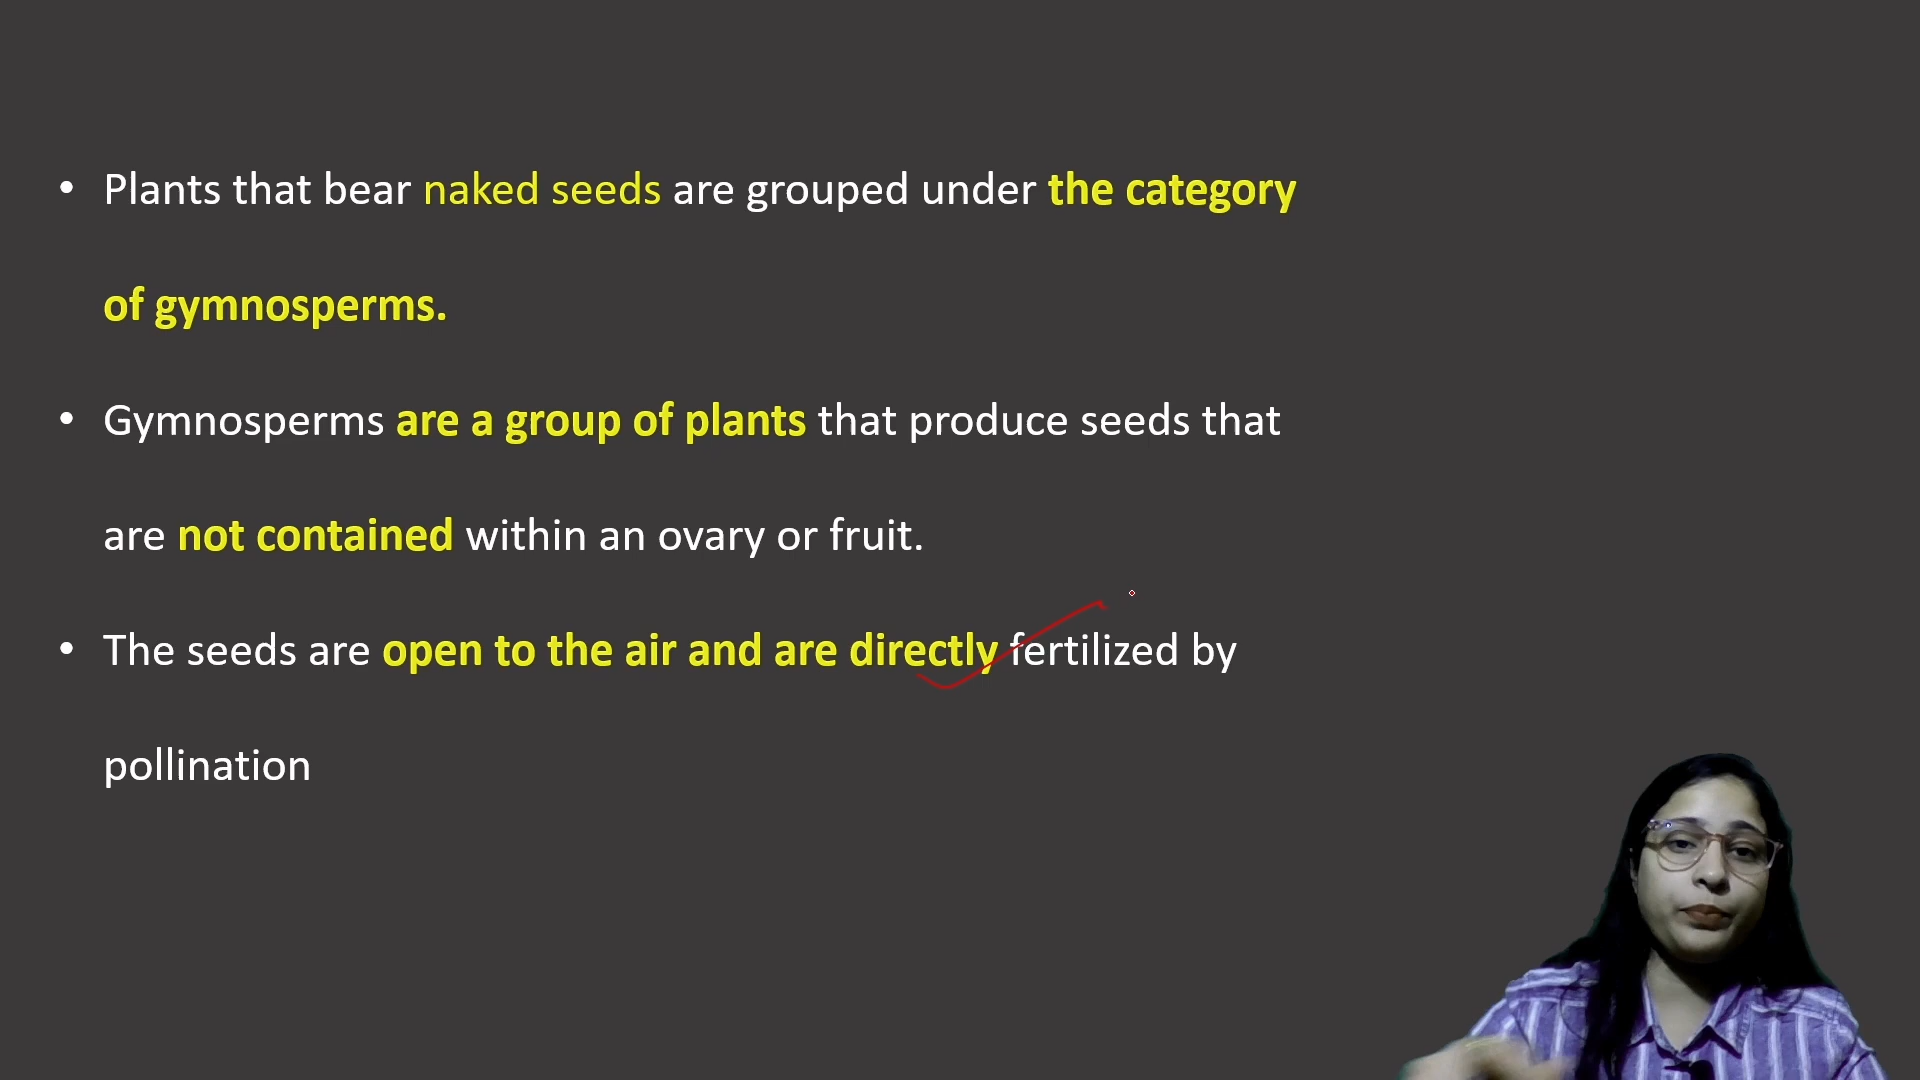 • Plants that bear naked seeds are grouped under the category
of gymnosperms.
• Gymnosperms are a group of plants that produce seeds that
are not contained within an ovary or fruit.
• The seeds are open to the air and are directly fertilized by
pollination